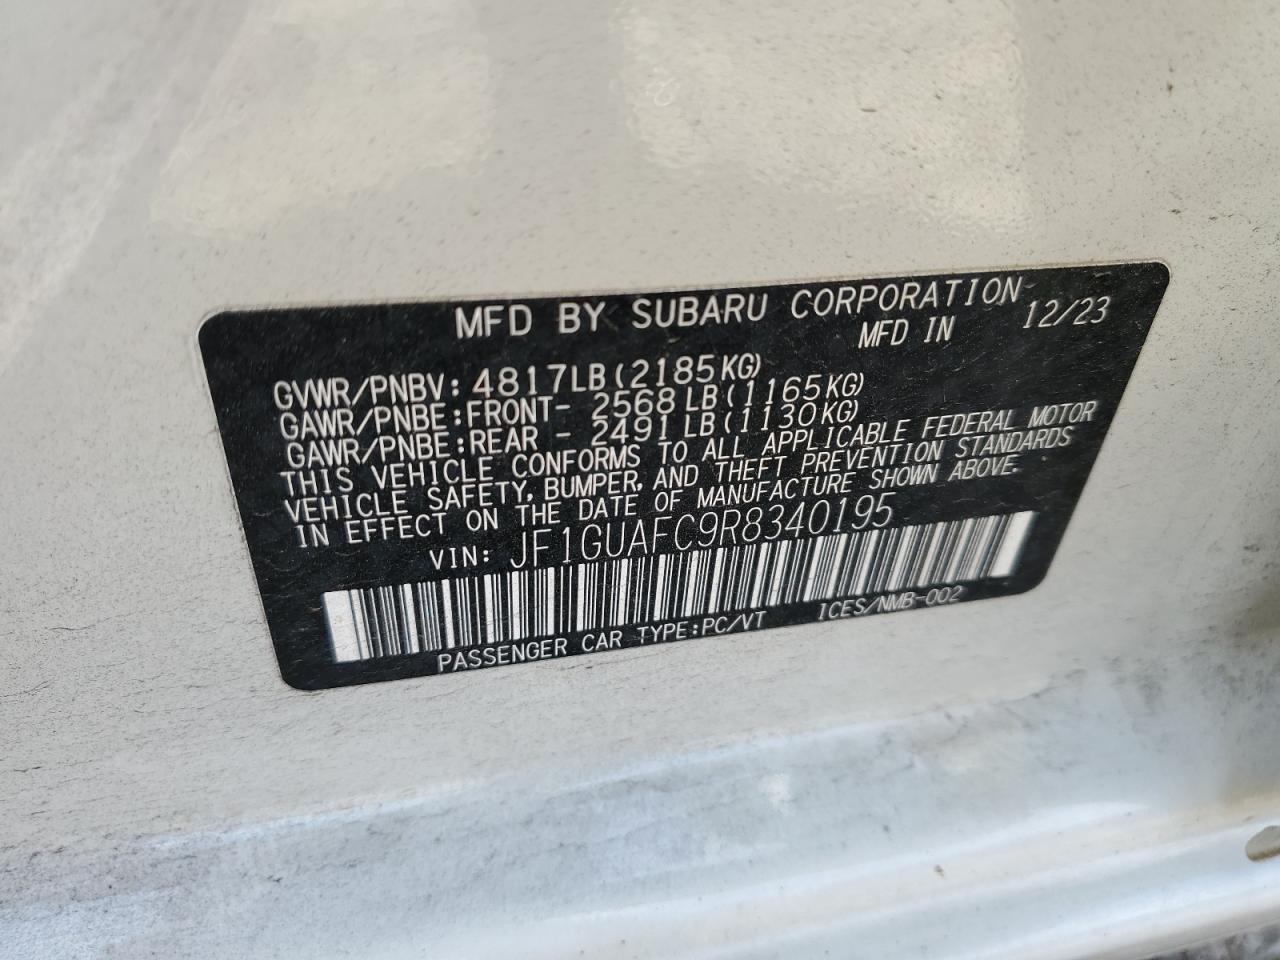 MFD BY SUBARU CORPORATION
MFD IN 12/23
GVWR/PNBV: 4817LB(2185KG)
GAWR/PNBE:FRONT- 2568LB(1165KG)
GAWR/PNBE:REAR - 2491LB(1130KG)
THIS VEHICLE CONFORMS TO ALL APPLICABLE FEDERAL MOTOR
VEHICLE SAFETY, BUMPER, AND THEFT PREVENTION STANDARDS
IN EFFECT ON THE DATE OF MANUFACTURE SHOWN ABOVE.
VIN: JF1GUAFC9R8340195
PASSENGER CAR TYPE:PC/VT ICES/NMB-002